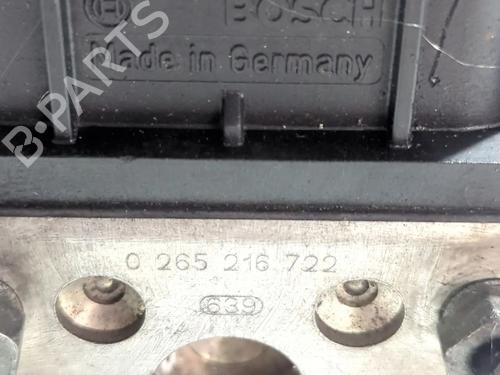 BOSCH
Made in Germany
B-PARTS
0 265 216 722
639